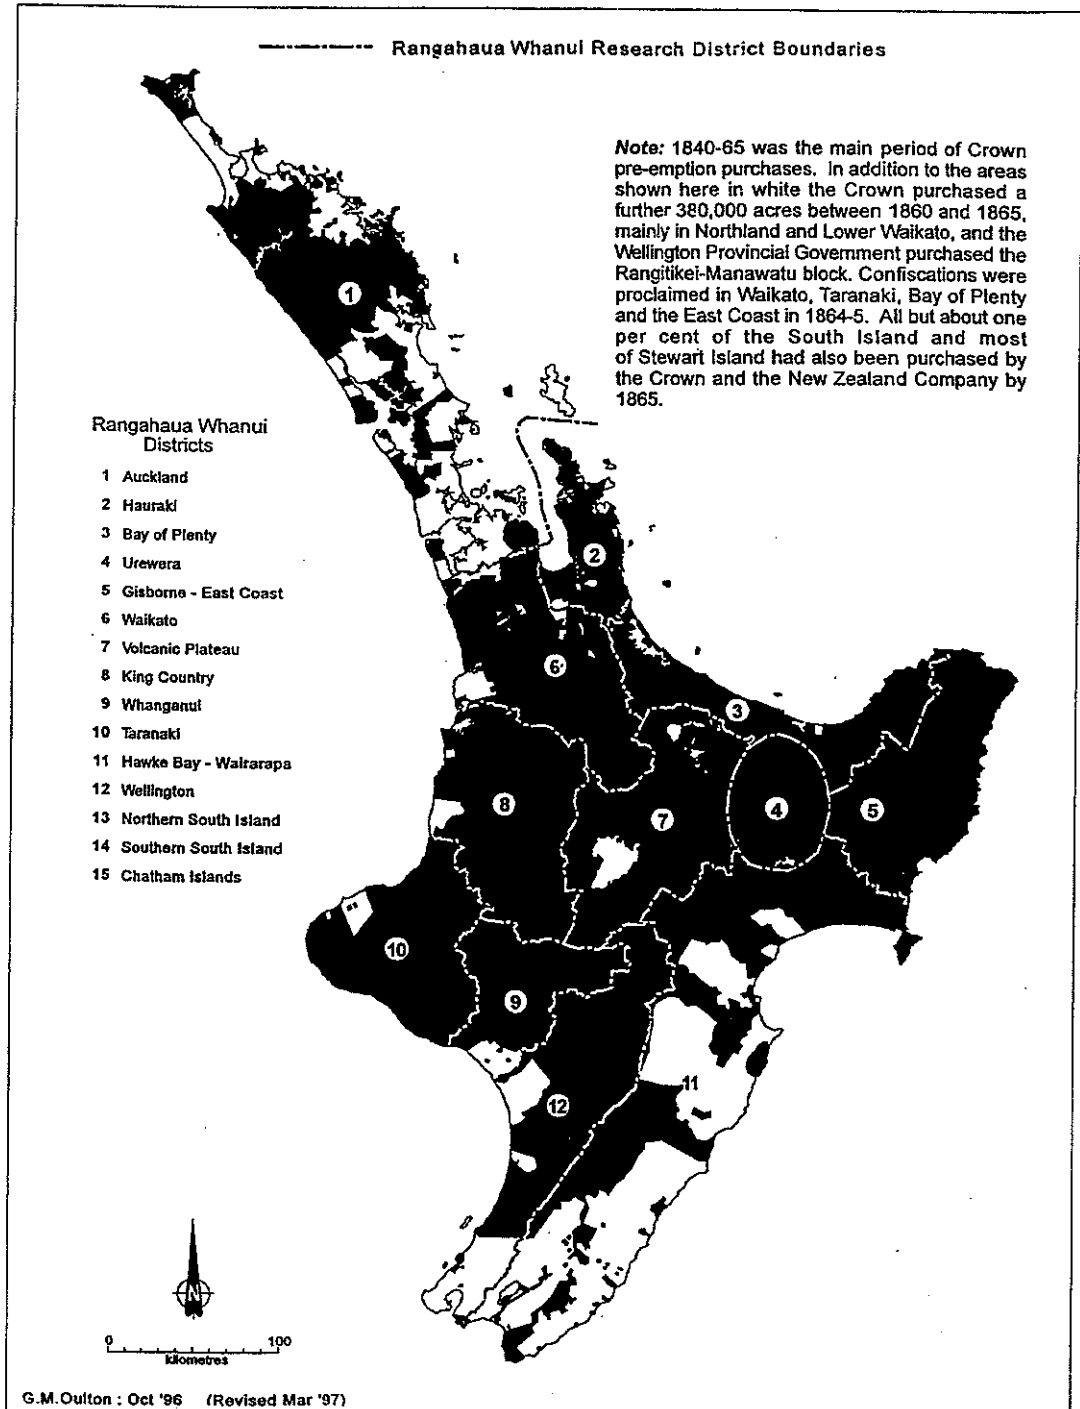 Rangahaua Whanui Research District Boundaries
Note: 1840-65 was the main period of Crown
pre-emption purchases. In addition to the areas
shown here in white the Crown purchased a
further 380,000 acres between 1860 and 1865,
mainly in Northland and Lower Waikato, and the
Wellington Provincial Government purchased the
Rangitikei-Manawatu block. Confiscations were
proclaimed in Waikato, Taranaki, Bay of Plenty
and the East Coast in 1864-5. All but about one
per cent of the South Island and most
of Stewart Island had also been purchased by
the Crown and the New Zealand Company by
1865.
Rangahaua Whanui
Districts
1 Auckland
2 Hauraki
3 Bay of Plenty
4 Urewera
5 Gisborne - East Coast
6 Waikato
7 Volcanic Plateau
8 King Country
9 Whanganui
10 Taranaki
11 Hawke Bay - Wairarapa
12 Wellington
13 Northern South Island
14 Southern South Island
15 Chatham Islands
1
2
6
3
8
7
4
5
10
9
11
12
N
0 100
kilometres
G.M.Oulton : Oct '96 (Revised Mar '97)